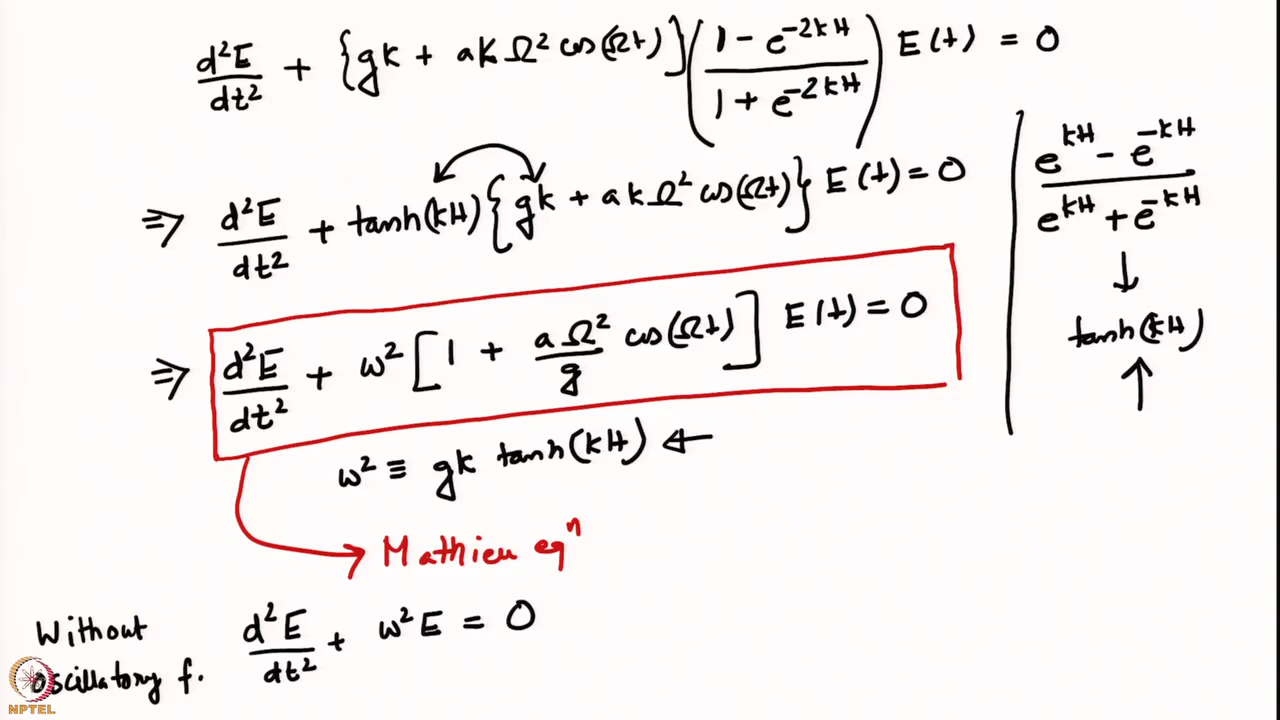 d²E/dt² + {gk + akΩ² cos(Ωt)} ((1 - e^{-2kH})/(1 + e^{-2kH})) E(t) = 0
⇒ d²E/dt² + tanh(kH) {gk + akΩ² cos(Ωt)} E(t) = 0
⇒ d²E/dt² + ω² [1 + aΩ²/g cos(Ωt)] E(t) = 0
ω² ≡ gk tanh(kH) ←
→ Mathieu eqⁿ
Without
oscillatory f.
d²E/dt² + ω²E = 0
(e^{kH} - e^{-kH})/(e^{kH} + e^{-kH})
↓
tanh(kH)
↑
NPTEL